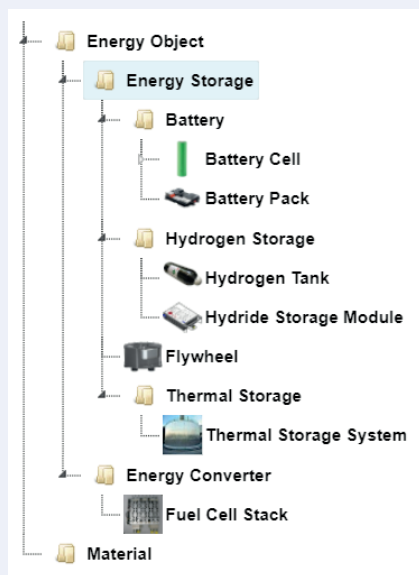 Energy Object
Energy Storage
Battery
Battery Cell
Battery Pack
Hydrogen Storage
Hydrogen Tank
Hydride Storage Module
Flywheel
Thermal Storage
Thermal Storage System
Energy Converter
Fuel Cell Stack
Material